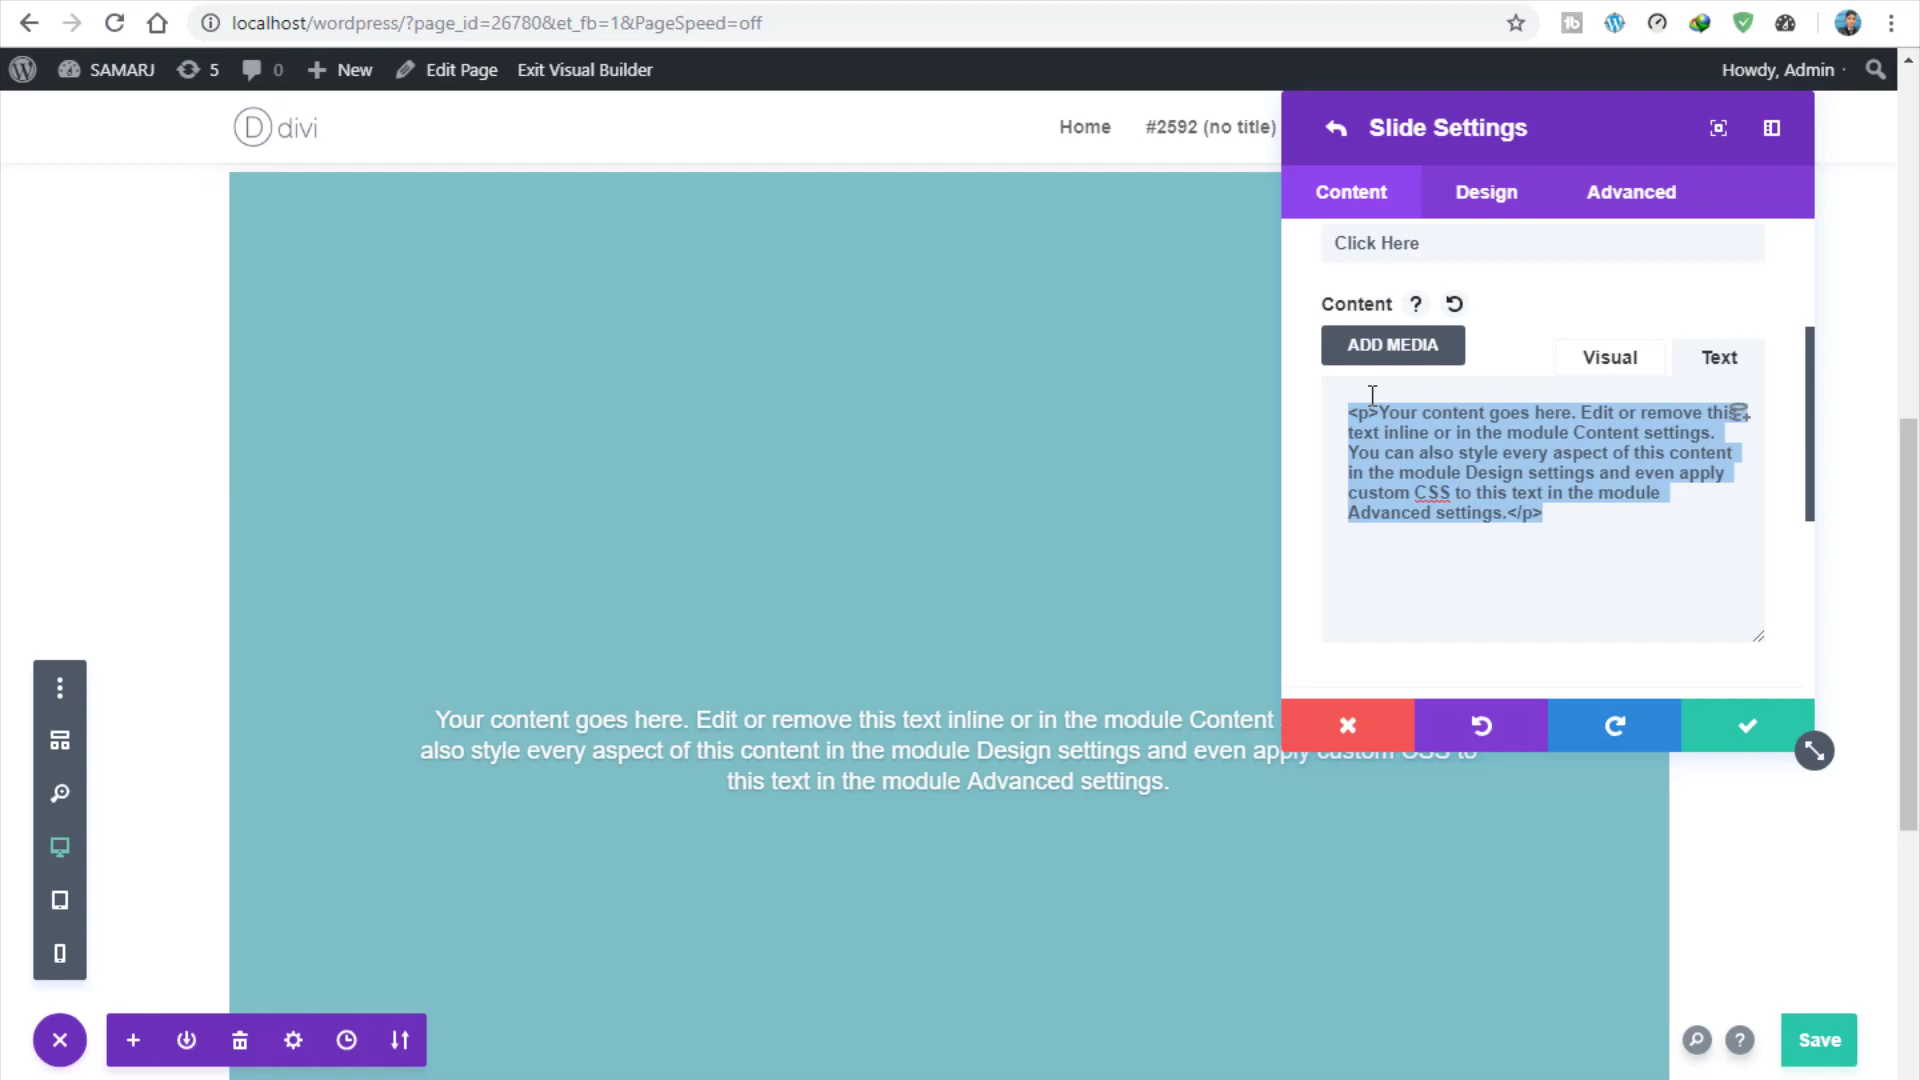 localhost/wordpress/?page_id=26780&et_fb=1&PageSpeed=off
SAMARJ 5 0 New Edit Page Exit Visual Builder Howdy, Admin
D divi
Home #2592 (no title)
Slide Settings
Content Design Advanced
Click Here
Content ?
ADD MEDIA
Visual Text
<p>Your content goes here. Edit or remove this
text inline or in the module Content settings.
You can also style every aspect of this content
in the module Design settings and even apply
custom CSS to this text in the module
Advanced settings.</p>
Your content goes here. Edit or remove this text inline or in the module Content
also style every aspect of this content in the module Design settings and even apply custom CSS to
this text in the module Advanced settings.
? Save